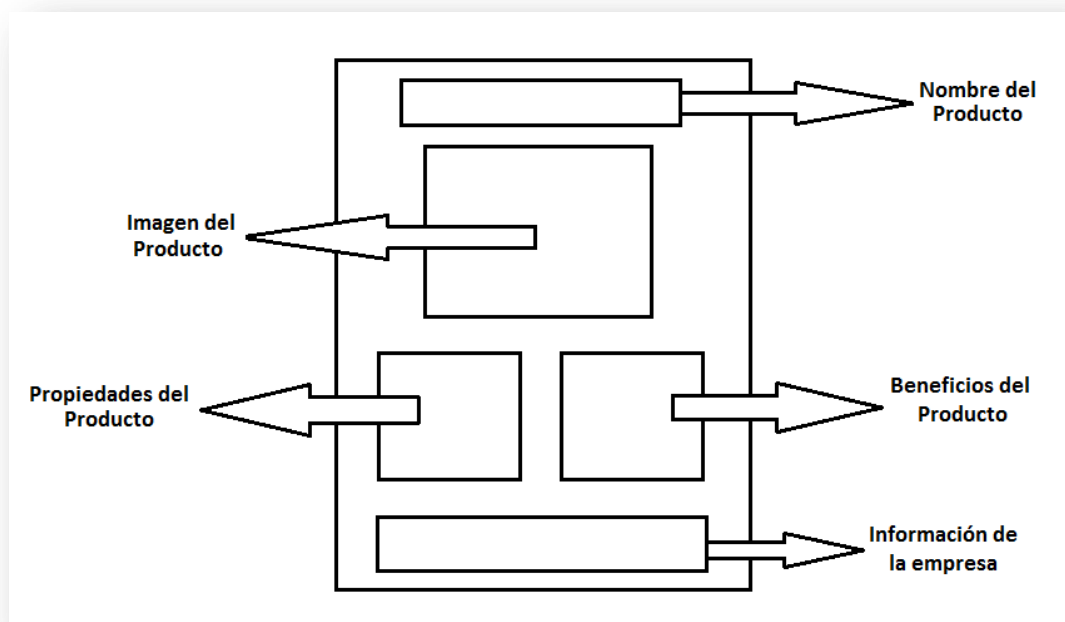 Nombre del
Producto
Imagen del
Producto
Propiedades del
Producto
Beneficios del
Producto
Información de
la empresa